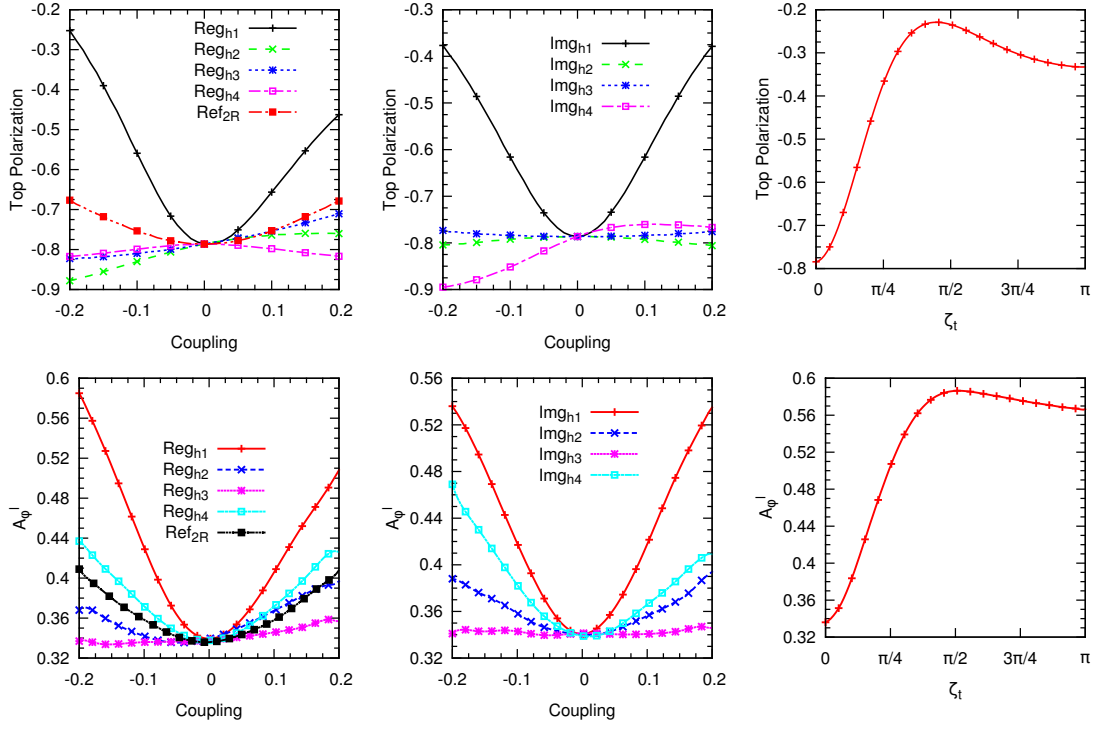 Top Polarization
-0.2
-0.3
-0.4
-0.5
-0.6
-0.7
-0.8
-0.9
-0.2
-0.1
0
0.1
0.2
Coupling
Reg_h1
Reg_h2
Reg_h3
Reg_h4
Ref_2R
Top Polarization
-0.3
-0.4
-0.5
-0.6
-0.7
-0.8
-0.9
-0.2
-0.1
0
0.1
0.2
Coupling
Img_h1
Img_h2
Img_h3
Img_h4
Top Polarization
-0.2
-0.3
-0.4
-0.5
-0.6
-0.7
-0.8
0
π/4
π/2
3π/4
π
ζ_t
A_φ^l
0.6
0.56
0.52
0.48
0.44
0.4
0.36
0.32
-0.2
-0.1
0
0.1
0.2
Coupling
Reg_h1
Reg_h2
Reg_h3
Reg_h4
Ref_2R
A_φ^l
0.56
0.52
0.48
0.44
0.4
0.36
0.32
-0.2
-0.1
0
0.1
0.2
Coupling
Img_h1
Img_h2
Img_h3
Img_h4
A_φ^l
0.6
0.56
0.52
0.48
0.44
0.4
0.36
0.32
0
π/4
π/2
3π/4
π
ζ_t